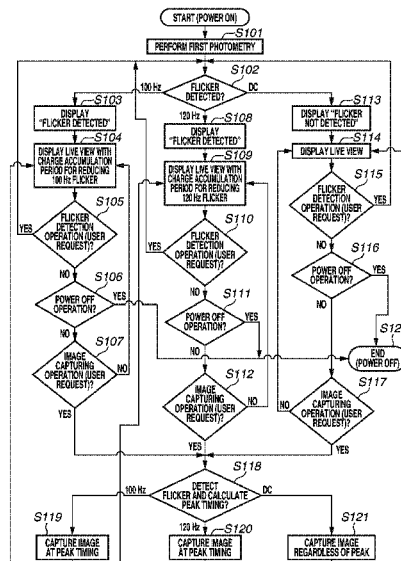 START (POWER ON)
S101
PERFORM FIRST PHOTOMETRY
S102
FLICKER
DETECTED?
100 Hz
DC
120 Hz
S103
DISPLAY
"FLICKER DETECTED"
S104
DISPLAY LIVE VIEW WITH
CHARGE ACCUMULATION
PERIOD FOR REDUCING
100 Hz FLICKER
S105
FLICKER
DETECTION
OPERATION (USER
REQUEST)?
YES
NO
S106
POWER OFF
OPERATION?
YES
NO
S107
IMAGE
CAPTURING
OPERATION (USER
REQUEST)?
NO
YES
S108
DISPLAY
"FLICKER DETECTED"
S109
DISPLAY LIVE VIEW WITH
CHARGE ACCUMULATION
PERIOD FOR REDUCING
120 Hz FLICKER
S110
FLICKER
DETECTION
OPERATION (USER
REQUEST)?
YES
NO
S111
POWER OFF
OPERATION?
YES
NO
S112
IMAGE
CAPTURING
OPERATION (USER
REQUEST)?
NO
YES
S113
DISPLAY "FLICKER
NOT DETECTED"
S114
DISPLAY LIVE VIEW
S115
FLICKER
DETECTION
OPERATION (USER
REQUEST)?
YES
NO
S116
POWER OFF
OPERATION?
YES
NO
S12
END
(POWER OFF)
S117
IMAGE
CAPTURING
OPERATION (USER
REQUEST)?
NO
YES
S118
DETECT
FLICKER AND CALCULATE
PEAK TIMING?
100 Hz
DC
120 Hz
S119
CAPTURE IMAGE
AT PEAK TIMING
S120
CAPTURE IMAGE
AT PEAK TIMING
S121
CAPTURE IMAGE
REGARDLESS OF PEAK